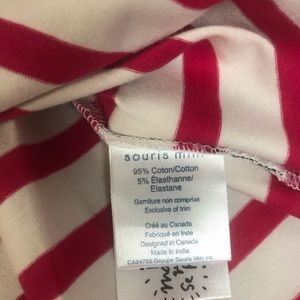 souris mini
95% Coton/Cotton
5% Élasthanne/
Elastane
Garniture non comprise
Exclusive of trim
Créé au Canada
Fabriqué en Inde
Designed in Canada
Made in India
CA24765 Groupe Souris Mini Inc